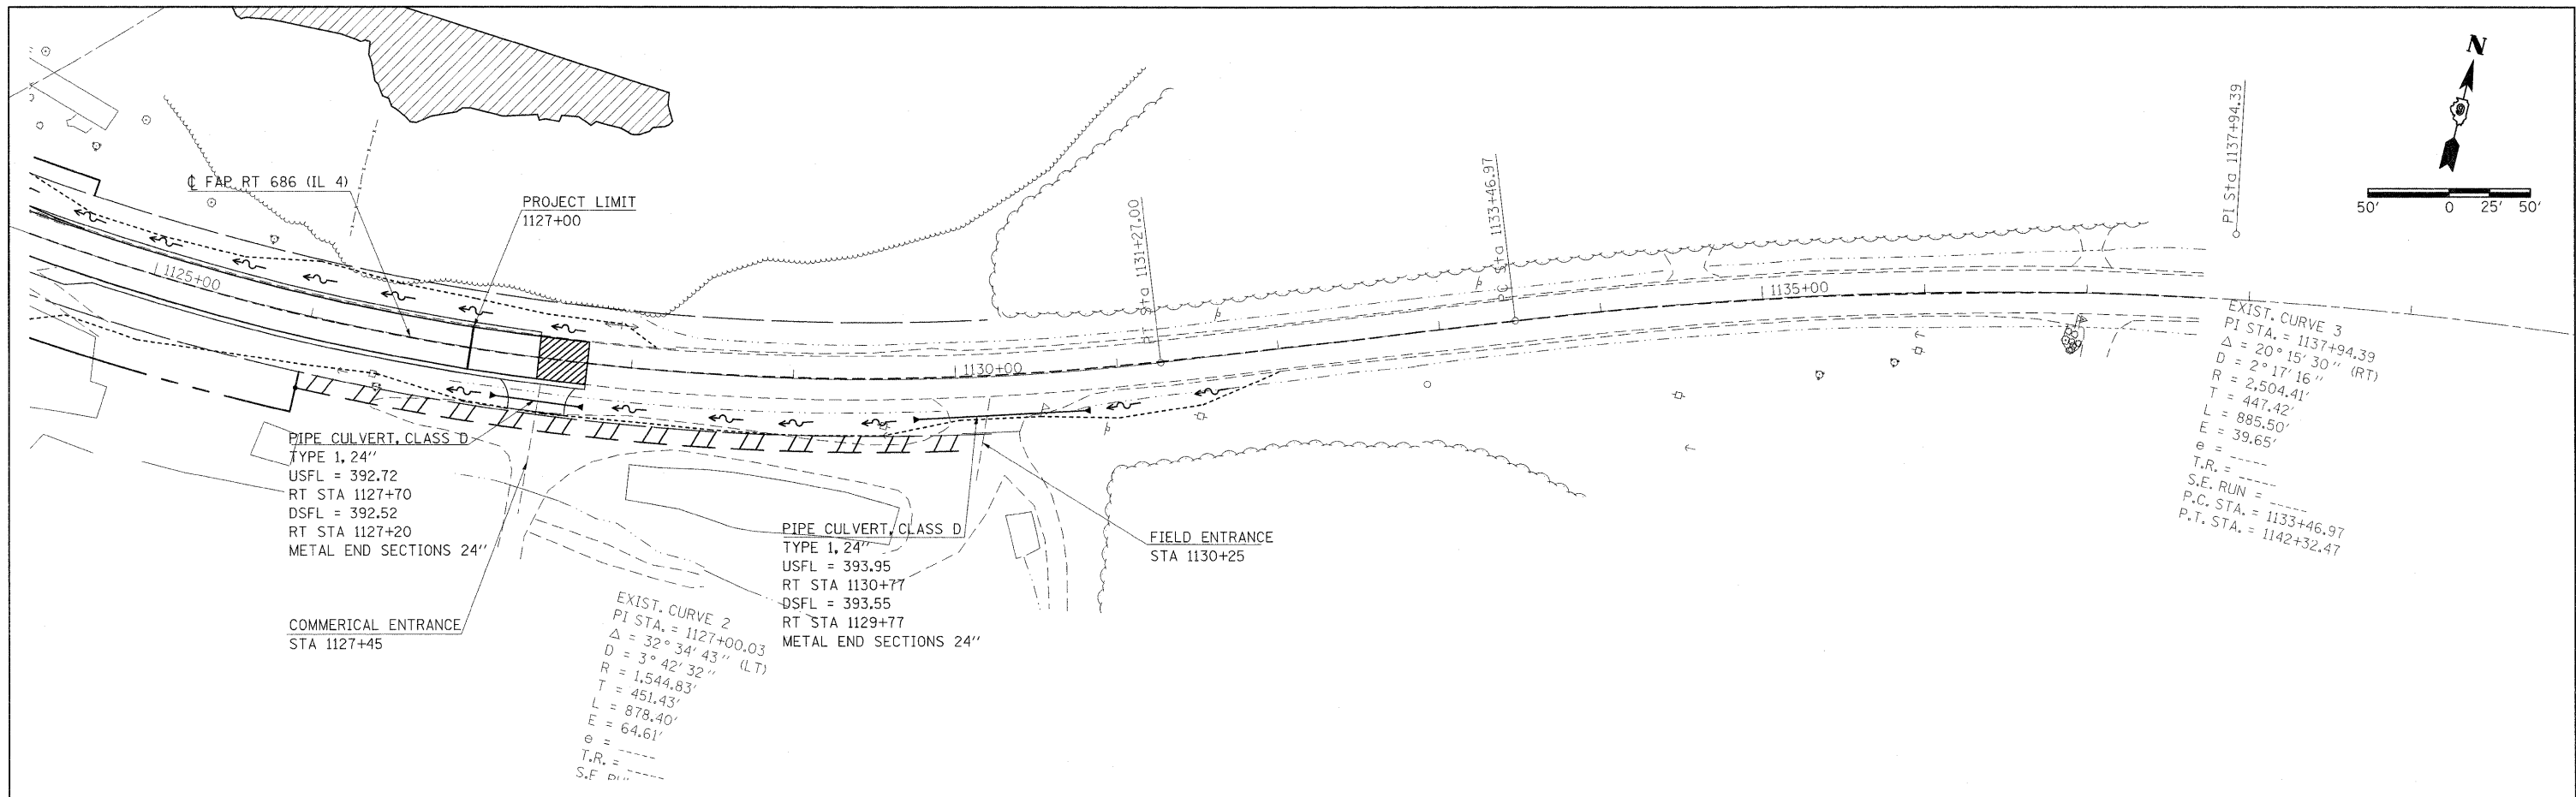 N
50' 0 25' 50'
PI Sta 1137+94.39
℄ FAP RT 686 (IL 4)
PROJECT LIMIT
1127+00
1125+00
1130+00
PT Sta 1131+27.00
PC Sta 1133+46.97
1135+00
EXIST. CURVE 3
PI STA. = 1137+94.39
Δ = 20° 15' 30" (RT)
D = 2° 17' 16"
R = 2,504.41'
T = 447.42'
L = 885.50'
E = 39.65'
e = -----
T.R. = -----
S.E. RUN = -----
P.C. STA. = 1133+46.97
P.T. STA. = 1142+32.47
PIPE CULVERT, CLASS D
TYPE 1, 24"
USFL = 392.72
RT STA 1127+70
DSFL = 392.52
RT STA 1127+20
METAL END SECTIONS 24"
COMMERICAL ENTRANCE
STA 1127+45
PIPE CULVERT, CLASS D
TYPE 1, 24"
USFL = 393.95
RT STA 1130+77
DSFL = 393.55
RT STA 1129+77
METAL END SECTIONS 24"
FIELD ENTRANCE
STA 1130+25
EXIST. CURVE 2
PI STA. = 1127+00.03
Δ = 32° 34' 43" (LT)
D = 3° 42' 32"
R = 1,544.83'
T = 451.43'
L = 878.40'
E = 64.61'
e = -----
T.R. = -----
S.E.